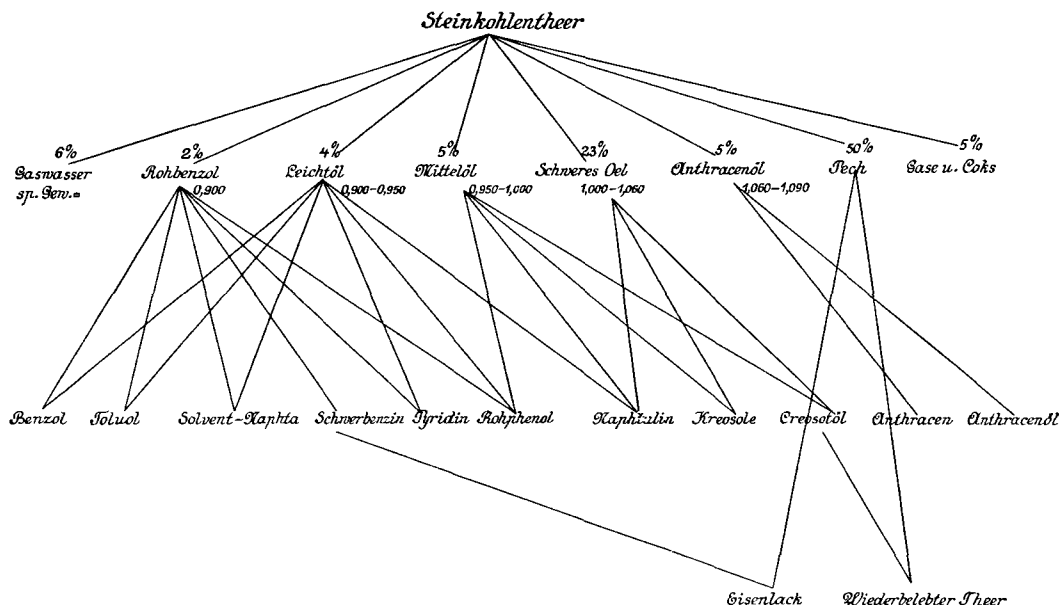 Steinkohlentheer
6% 2% 4% 5% 23% 5% 50% 5%
Gaswasser Rohbenzol Leichtöl Mittelöl Schweres Oel Anthracenöl Pech Gase u. Coks
sp. Gew. = 0,900 0,900–0,950 0,950–1,000 1,000–1,060 1,060–1,090
Benzol Toluol Solvent-Naphta Schwerbenzin Pyridin Rohphenol Naphtalin Kreosole Creosotöl Anthracen Anthracenöl
Eisenlack Wiederbelebter Theer